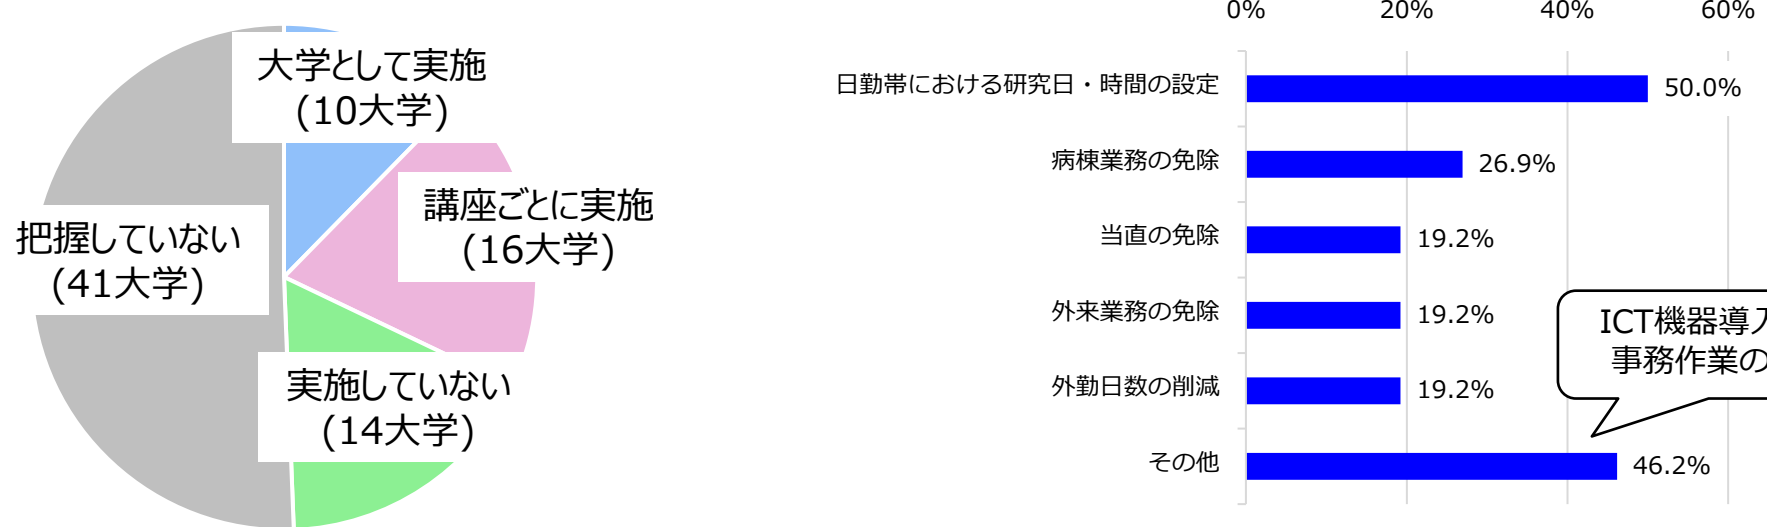 大学として実施
(10大学)
講座ごとに実施
(16大学)
把握していない
(41大学)
実施していない
(14大学)
0%
20%
40%
60%
日勤帯における研究日・時間の設定
50.0%
病棟業務の免除
26.9%
当直の免除
19.2%
外来業務の免除
19.2%
外勤日数の削減
19.2%
その他
46.2%
ICT機器導入
事務作業の